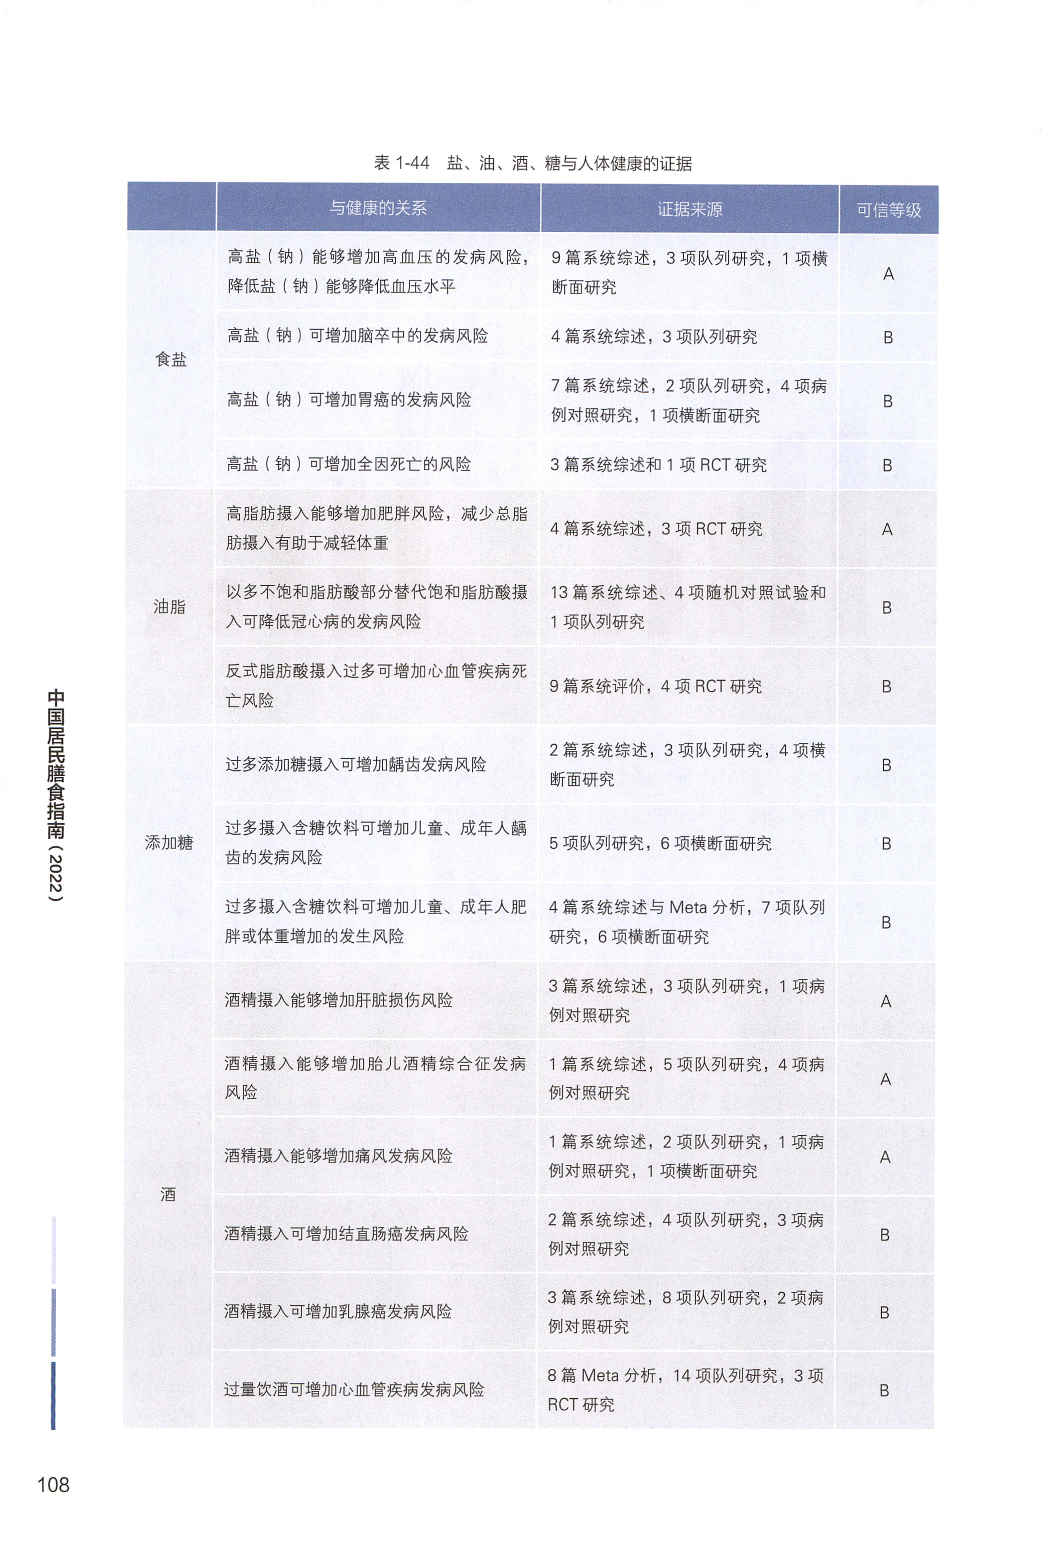 表 1-44 盐、油、酒、糖与人体健康的证据
与健康的关系 证据来源 可信等级
食盐
高盐（钠）能够增加高血压的发病风险，
降低盐（钠）能够降低血压水平
9 篇系统综述，3 项队列研究，1 项横
断面研究
A
高盐（钠）可增加脑卒中的发病风险
4 篇系统综述，3 项队列研究
B
高盐（钠）可增加胃癌的发病风险
7 篇系统综述，2 项队列研究，4 项病
例对照研究，1 项横断面研究
B
高盐（钠）可增加全因死亡的风险
3 篇系统综述和 1 项 RCT 研究
B
油脂
高脂肪摄入能够增加肥胖风险，减少总脂
肪摄入有助于减轻体重
4 篇系统综述，3 项 RCT 研究
A
以多不饱和脂肪酸部分替代饱和脂肪酸摄
入可降低冠心病的发病风险
13 篇系统综述、4 项随机对照试验和
1 项队列研究
B
反式脂肪酸摄入过多可增加心血管疾病死
亡风险
9 篇系统评价，4 项 RCT 研究
B
添加糖
过多添加糖摄入可增加龋齿发病风险
2 篇系统综述，3 项队列研究，4 项横
断面研究
B
过多摄入含糖饮料可增加儿童、成年人龋
齿的发病风险
5 项队列研究，6 项横断面研究
B
过多摄入含糖饮料可增加儿童、成年人肥
胖或体重增加的发生风险
4 篇系统综述与 Meta 分析，7 项队列
研究，6 项横断面研究
B
酒
酒精摄入能够增加肝脏损伤风险
3 篇系统综述，3 项队列研究，1 项病
例对照研究
A
酒精摄入能够增加胎儿酒精综合征发病
风险
1 篇系统综述，5 项队列研究，4 项病
例对照研究
A
酒精摄入能够增加痛风发病风险
1 篇系统综述，2 项队列研究，1 项病
例对照研究，1 项横断面研究
A
酒精摄入可增加结直肠癌发病风险
2 篇系统综述，4 项队列研究，3 项病
例对照研究
B
酒精摄入可增加乳腺癌发病风险
3 篇系统综述，8 项队列研究，2 项病
例对照研究
B
过量饮酒可增加心血管疾病发病风险
8 篇 Meta 分析，14 项队列研究，3 项
RCT 研究
B
中国居民膳食指南（2022）
108